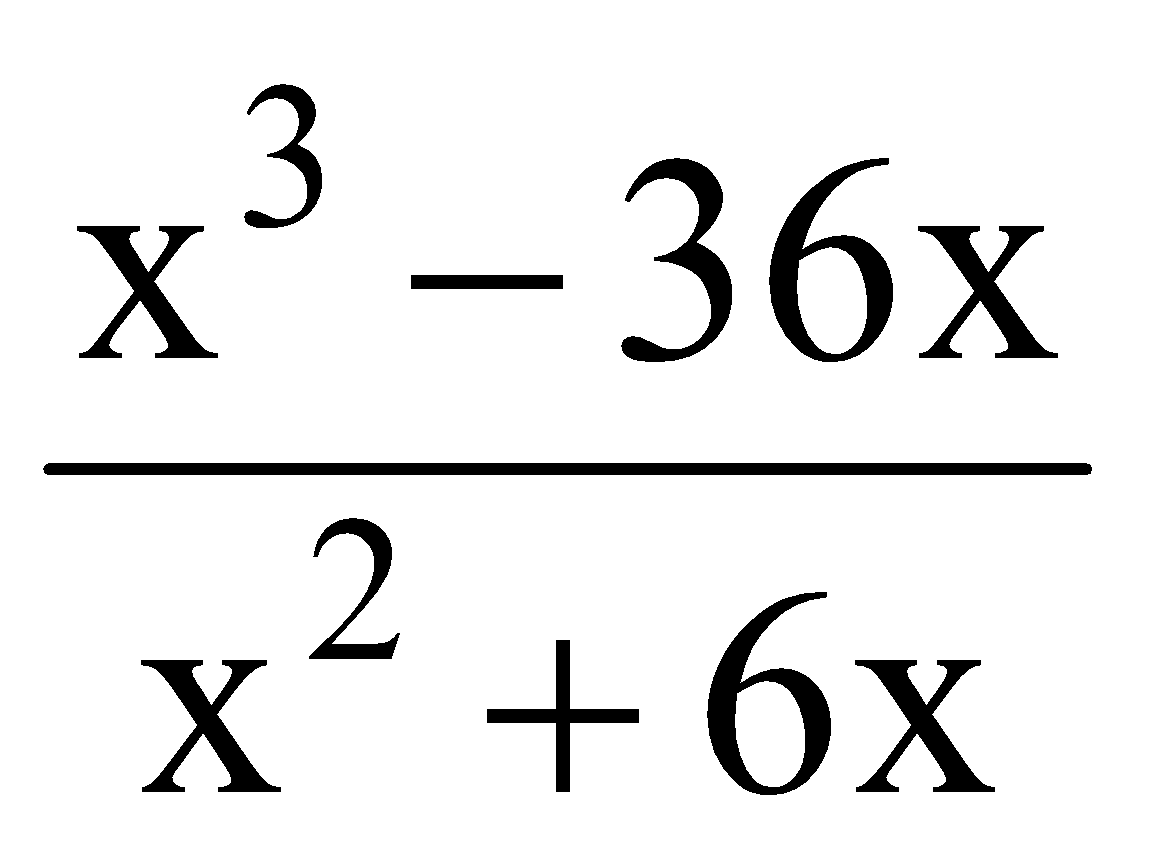 x³ − 36x
x² + 6x